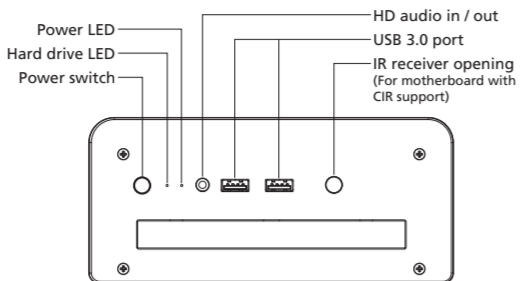 Power LED
Hard drive LED
Power switch
HD audio in / out
USB 3.0 port
IR receiver opening
(For motherboard with
CIR support)